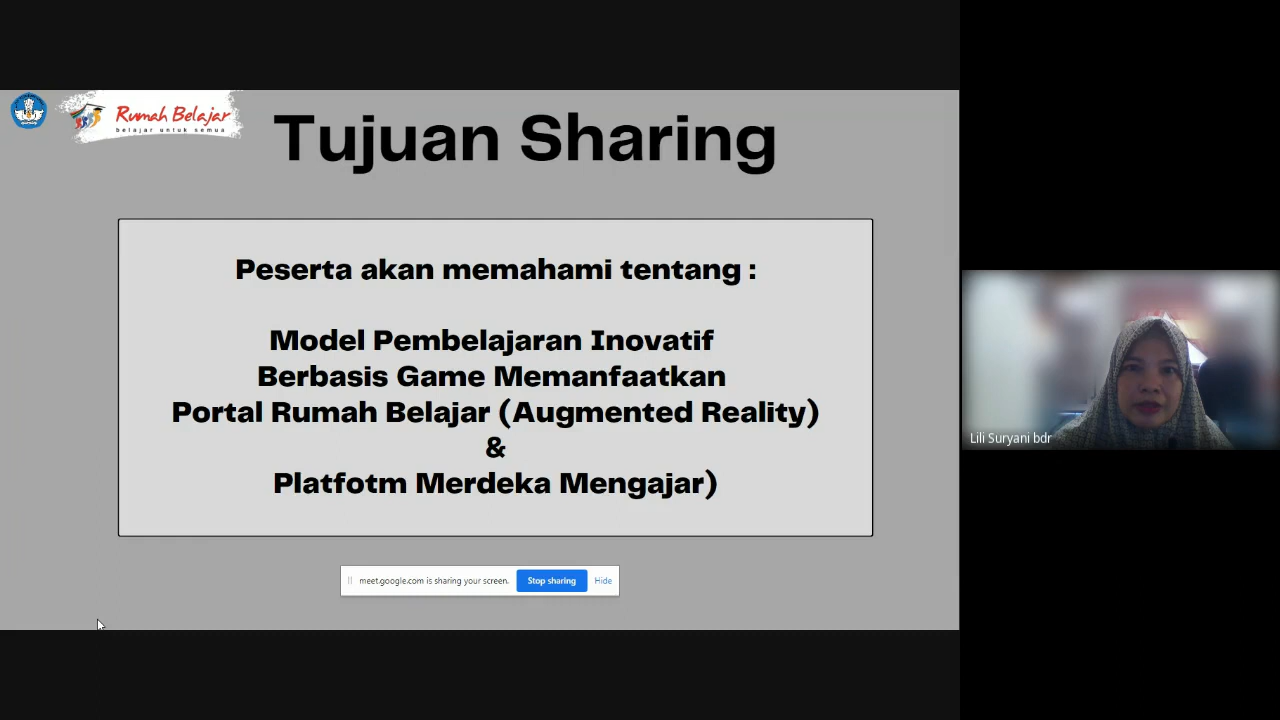 Rumah Belajar
belajar untuk semua
Tujuan Sharing
Peserta akan memahami tentang :
Model Pembelajaran Inovatif
Berbasis Game Memanfaatkan
Portal Rumah Belajar (Augmented Reality)
&
Platfotm Merdeka Mengajar)
meet.google.com is sharing your screen.
Stop sharing
Hide
Lili Suryani bdr